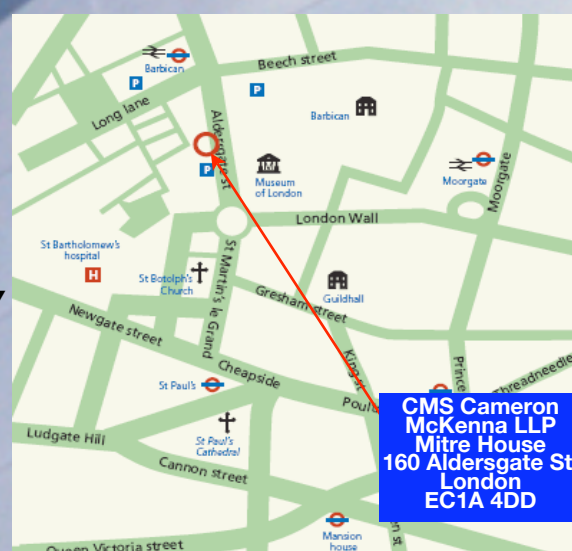 Beech street
Barbican
P
P
Long lane
Aldersgate st
Barbican
Moorgate
Moorgate
P
Museum
of London
London Wall
St Bartholomew's
hospital
H
St Botolph's
Church
St Martin's le Grand
Gresham street
Guildhall
Newgate street
King st
Cheapside
Prince
Threadneedle
St Paul's
CMS Cameron
McKenna LLP
Mitre House
160 Aldersgate St
London
EC1A 4DD
Ludgate Hill
St Paul's
Cathedral
Cannon street
Mansion
house
Queen Victoria street